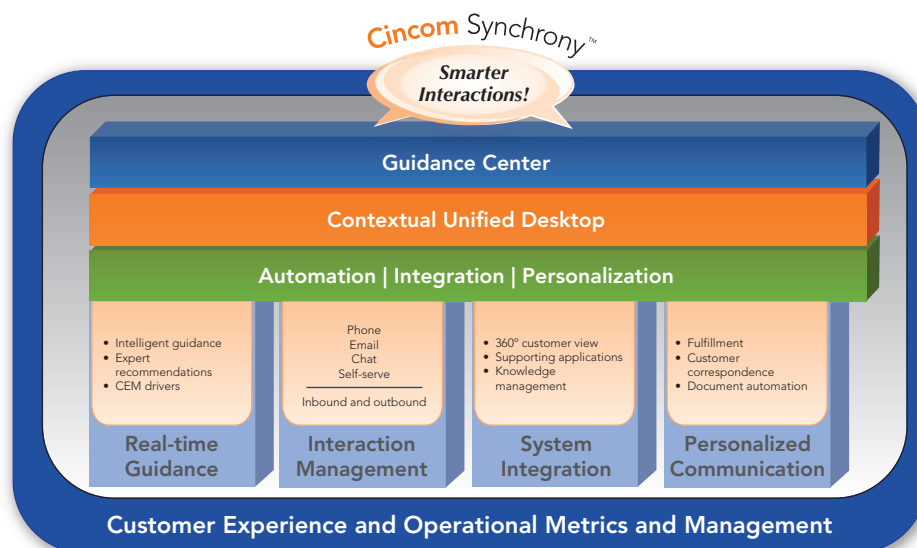 Cincom Synchrony™
Smarter
Interactions!
Guidance Center
Contextual Unified Desktop
Automation | Integration | Personalization
• Intelligent guidance
• Expert
recommendations
• CEM drivers
Real-time
Guidance
Phone
Email
Chat
Self-serve
Inbound and outbound
Interaction
Management
• 360º customer view
• Supporting applications
• Knowledge
management
System
Integration
• Fulfillment
• Customer
correspondence
• Document automation
Personalized
Communication
Customer Experience and Operational Metrics and Management